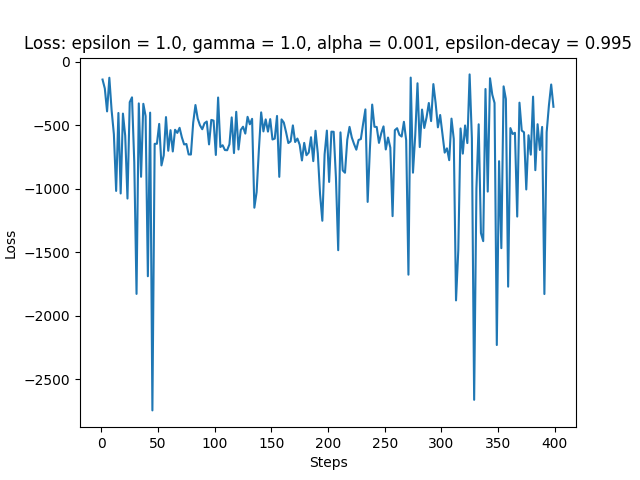 Loss: epsilon = 1.0, gamma = 1.0, alpha = 0.001, epsilon-decay = 0.995
0
−500
−1000
−1500
−2000
−2500
Loss
0 50 100 150 200 250 300 350 400
Steps